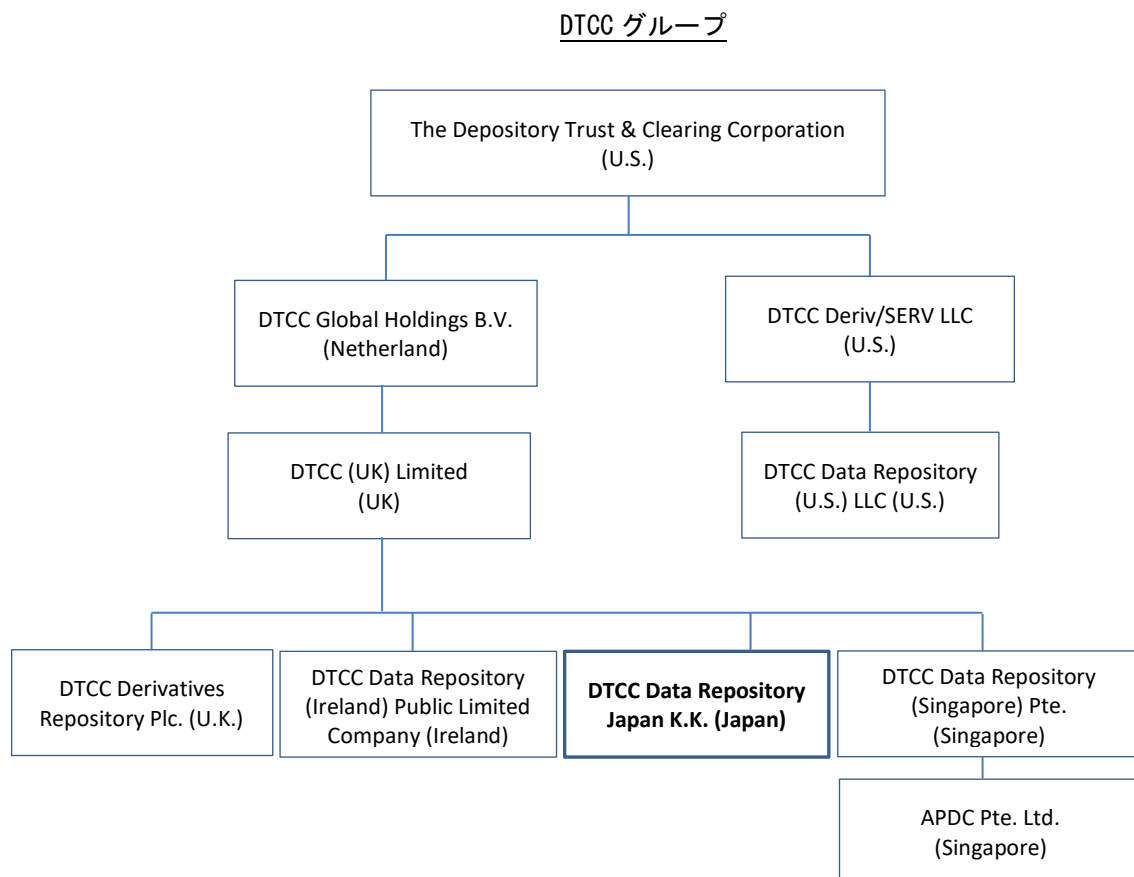 DTCC グループ
The Depository Trust & Clearing Corporation
(U.S.)
DTCC Global Holdings B.V.
(Netherland)
DTCC Deriv/SERV LLC
(U.S.)
DTCC (UK) Limited
(UK)
DTCC Data Repository
(U.S.) LLC (U.S.)
DTCC Derivatives
Repository Plc. (U.K.)
DTCC Data Repository
(Ireland) Public Limited
Company (Ireland)
DTCC Data Repository
Japan K.K. (Japan)
DTCC Data Repository
(Singapore) Pte.
(Singapore)
APDC Pte. Ltd.
(Singapore)